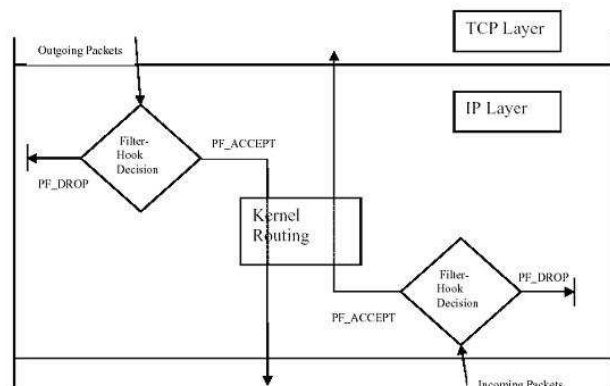 TCP Layer
Outgoing Packets
IP Layer
Filter-
Hook
Decision
PF_ACCEPT
PF_DROP
Kernel
Routing
Filter-
Hook
Decision
PF_DROP
PF_ACCEPT
Incoming Packets